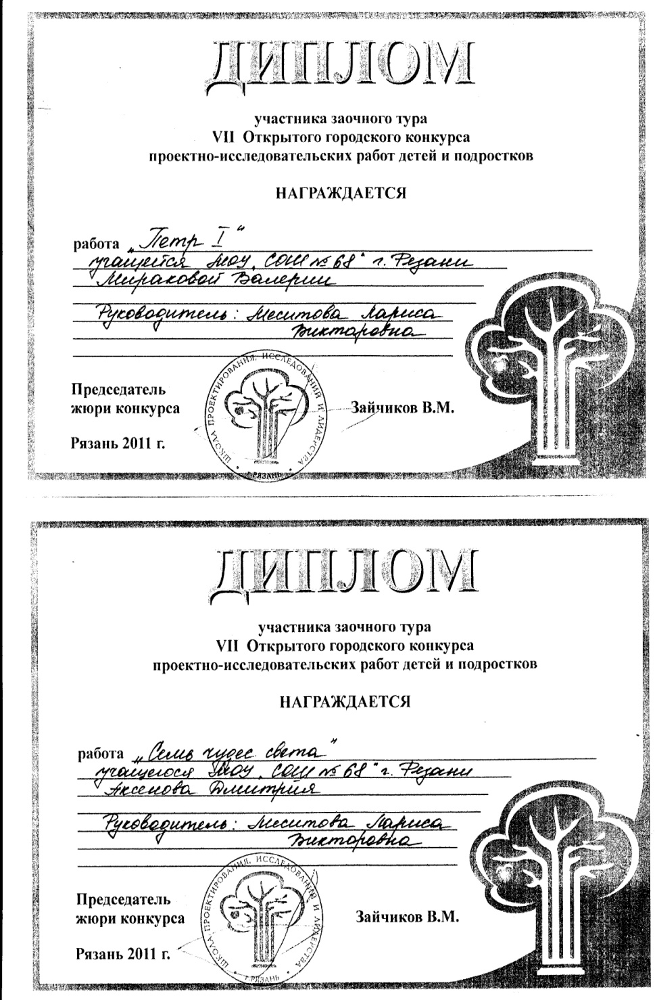 ДИПЛОМ
участника заочного тура
VII Открытого городского конкурса
проектно-исследовательских работ детей и подростков
НАГРАЖДАЕТСЯ
работа „Петр I“
учащейся МОУ „СОШ № 68“ г. Рязани
Мираковой Валерии
Руководитель: Меситова Лариса
Викторовна
ШКОЛА ПРОЕКТИРОВАНИЯ, ИССЛЕДОВАНИЙ И ЛИДЕРСТВА
• г.РЯЗАНЬ •
Председатель
жюри конкурса Зайчиков В.М.
Рязань 2011 г.
ДИПЛОМ
участника заочного тура
VII Открытого городского конкурса
проектно-исследовательских работ детей и подростков
НАГРАЖДАЕТСЯ
работа „Семь чудес света“
учащегося МОУ „СОШ № 68“ г. Рязани
Аксенова Дмитрия
Руководитель: Меситова Лариса
Викторовна
ШКОЛА ПРОЕКТИРОВАНИЯ, ИССЛЕДОВАНИЙ И ЛИДЕРСТВА
• г.РЯЗАНЬ •
Председатель
жюри конкурса Зайчиков В.М.
Рязань 2011 г.